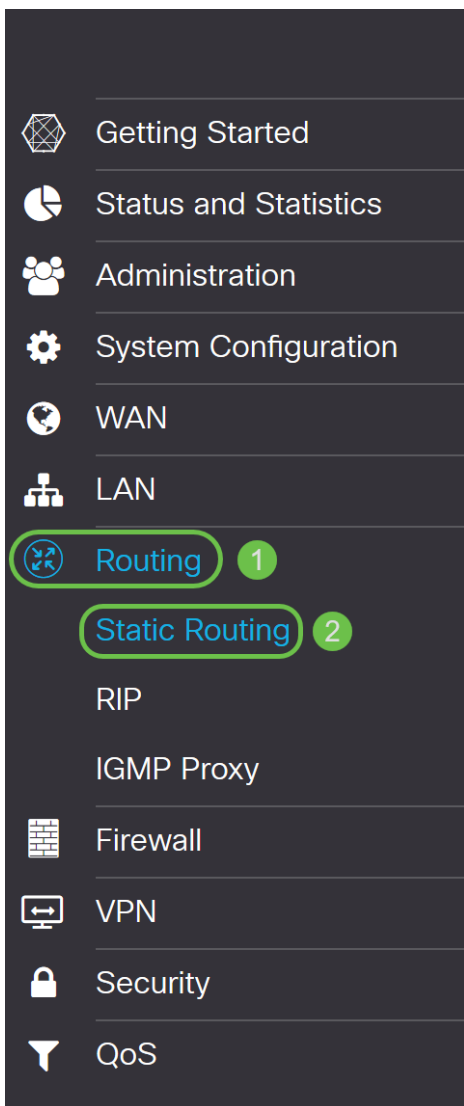 Getting Started
Status and Statistics
Administration
System Configuration
WAN
LAN
Routing 1
Static Routing 2
RIP
IGMP Proxy
Firewall
VPN
Security
QoS